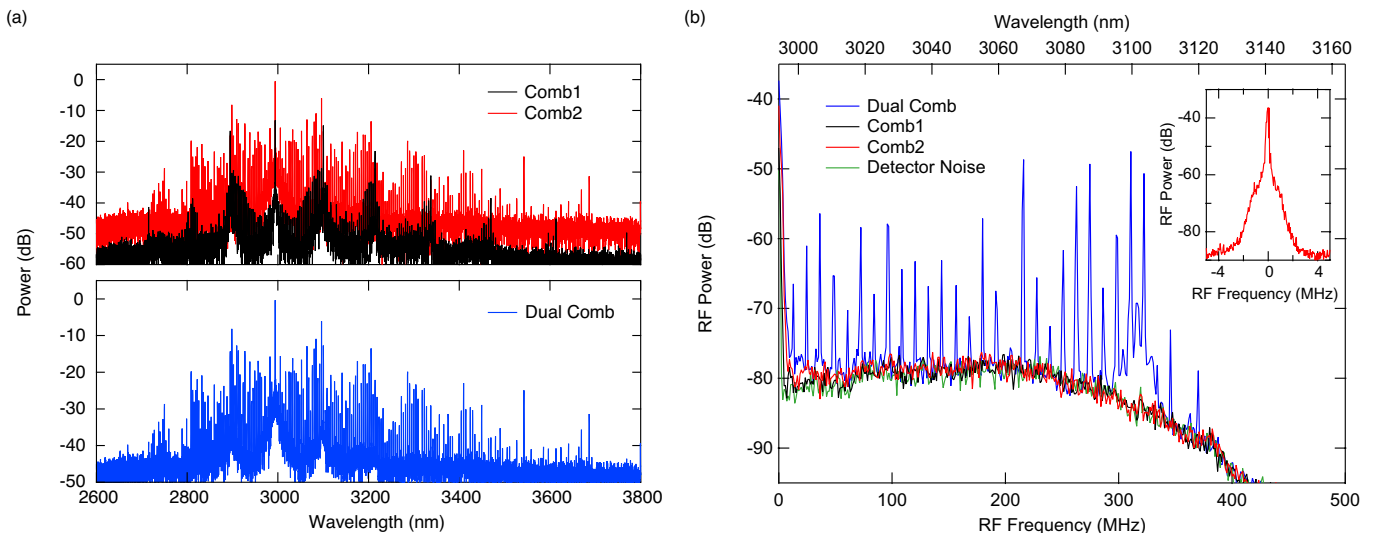 (a)
0
-10
-20
-30
-40
-50
-60
Comb1
Comb2
0
-10
-20
-30
-40
-50
Dual Comb
Power (dB)
2600 2800 3000 3200 3400 3600 3800
Wavelength (nm)
(b)
Wavelength (nm)
3000 3020 3040 3060 3080 3100 3120 3140 3160
-40
-50
-60
-70
-80
-90
RF Power (dB)
Dual Comb
Comb1
Comb2
Detector Noise
-40
-60
-80
RF Power (dB)
-4 0 4
RF Frequency (MHz)
0 100 200 300 400 500
RF Frequency (MHz)